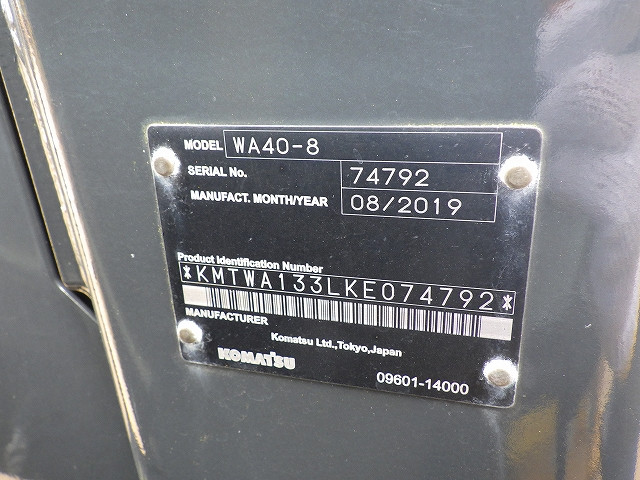 MODEL WA40-8
SERIAL No. 74792
MANUFACT. MONTH/YEAR 08/2019
Product Identification Number
*KMTWA133LKE074792*
MANUFACTURER
Komatsu Ltd.,Tokyo,Japan
KOMATSU
09601-14000